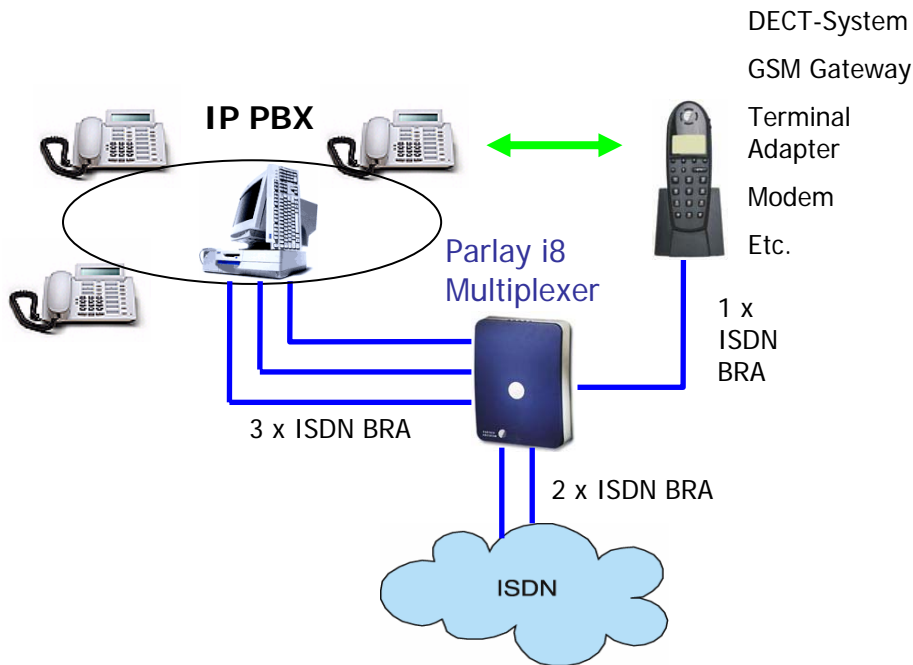 DECT-System
GSM Gateway
Terminal
Adapter
Modem
Etc.
IP PBX
Parlay i8
Multiplexer
1 x
ISDN
BRA
3 x ISDN BRA
2 x ISDN BRA
ISDN